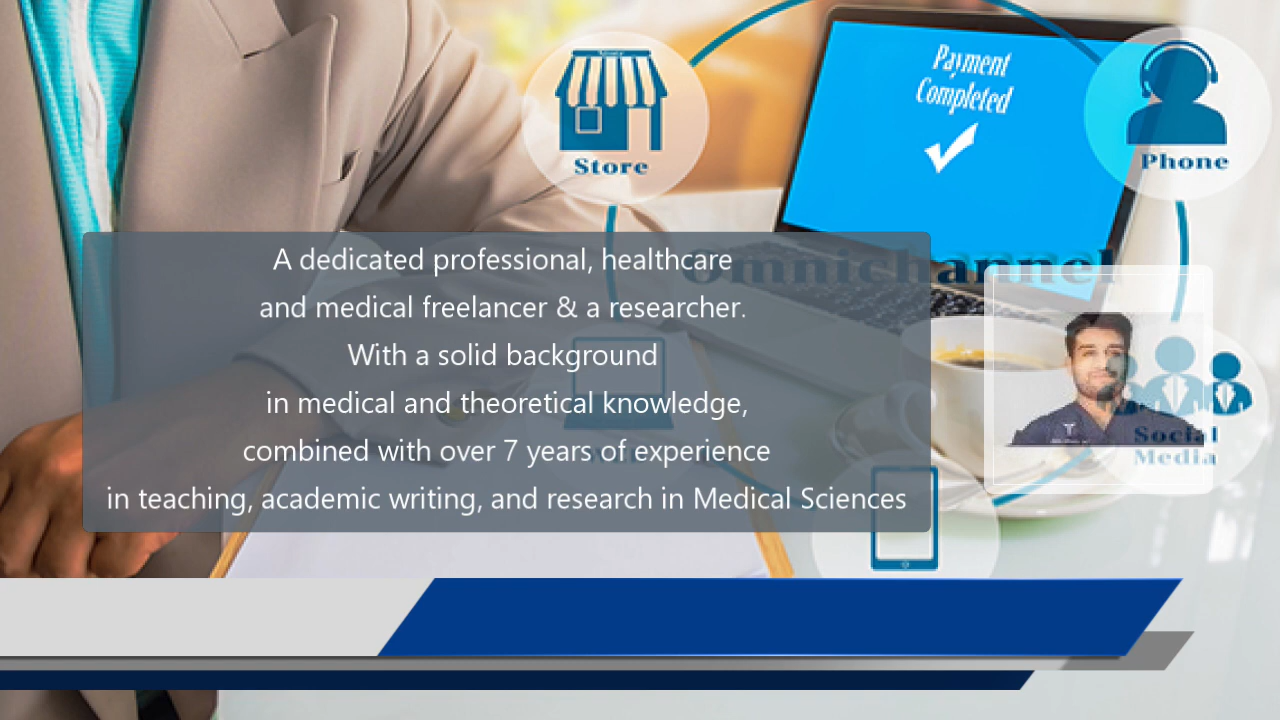 Payment
Completed
Store
Phone
Omnichannel
A dedicated professional, healthcare
and medical freelancer & a researcher.
With a solid background
in medical and theoretical knowledge,
combined with over 7 years of experience
in teaching, academic writing, and research in Medical Sciences
Social
Media